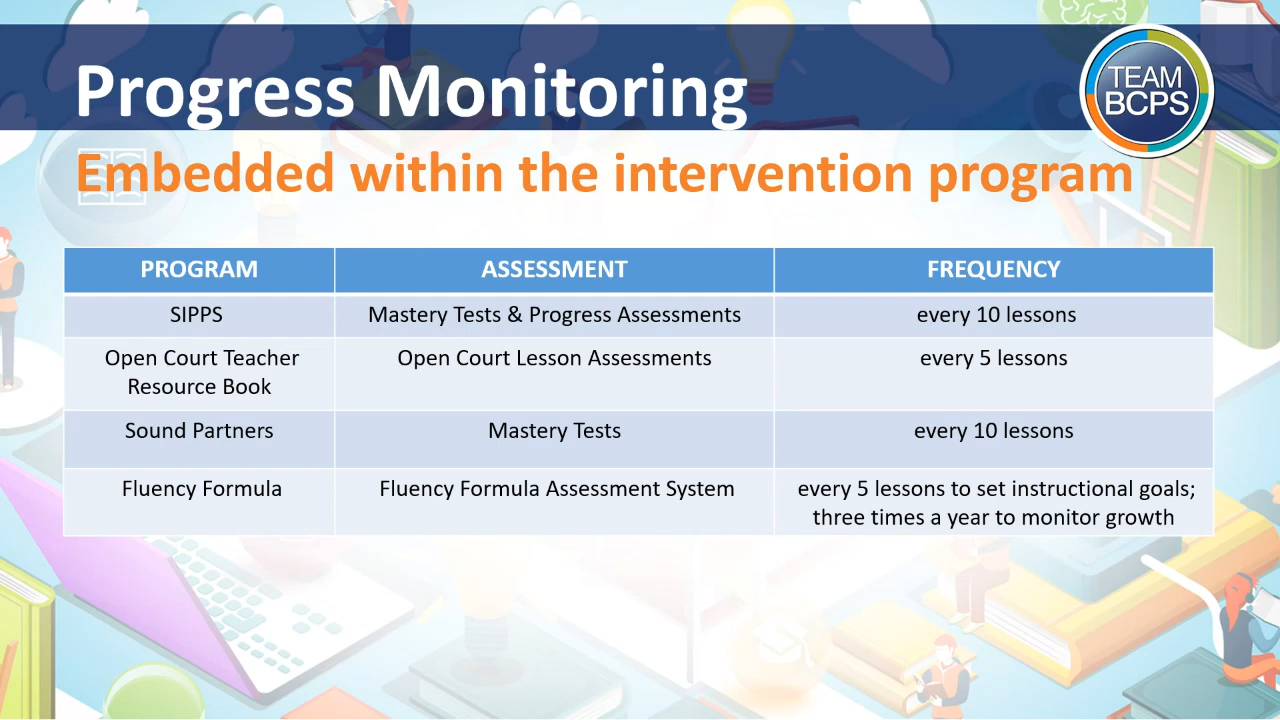 Progress Monitoring
TEAM
BCPS
Embedded within the intervention program
PROGRAM ASSESSMENT FREQUENCY
SIPPS Mastery Tests & Progress Assessments every 10 lessons
Open Court Teacher Open Court Lesson Assessments every 5 lessons
Resource Book
Sound Partners Mastery Tests every 10 lessons
Fluency Formula Fluency Formula Assessment System every 5 lessons to set instructional goals;
three times a year to monitor growth